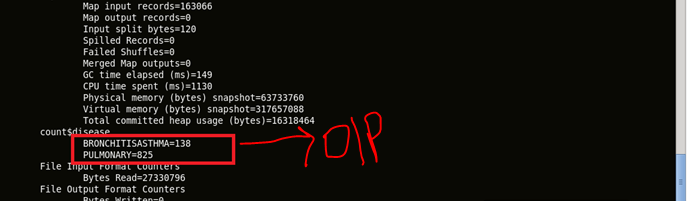 Map input records=163066
Map output records=0
Input split bytes=120
Spilled Records=0
Failed Shuffles=0
Merged Map outputs=0
GC time elapsed (ms)=149
CPU time spent (ms)=1130
Physical memory (bytes) snapshot=63733760
Virtual memory (bytes) snapshot=317657088
Total committed heap usage (bytes)=16318464
count$disease
BRONCHITISASTHMA=138
PULMONARY=825
O/P
File Input Format Counters
Bytes Read=27330796
File Output Format Counters
Bytes Written=0